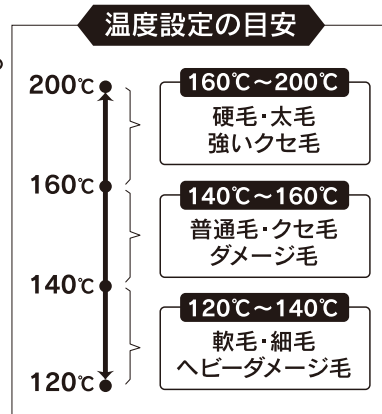 温度設定の目安
200℃
160℃～200℃
硬毛・太毛
強いクセ毛
160℃
140℃～160℃
普通毛・クセ毛
ダメージ毛
140℃
120℃～140℃
軟毛・細毛
ヘビーダメージ毛
120℃